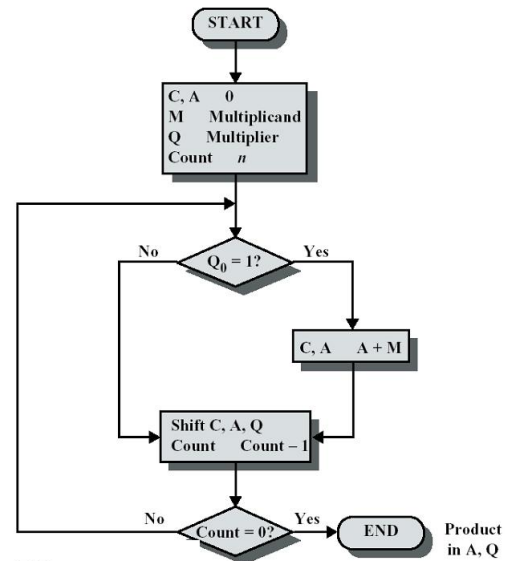 START
C, A 0
M Multiplicand
Q Multiplier
Count n
No
Q₀ = 1?
Yes
C, A A + M
Shift C, A, Q
Count Count – 1
No
Count = 0?
Yes
END
Product
in A, Q